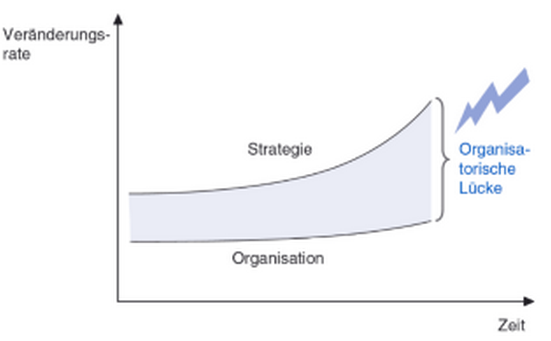 Veränderungs-
rate
Strategie
Organisa-
torische
Lücke
Organisation
Zeit